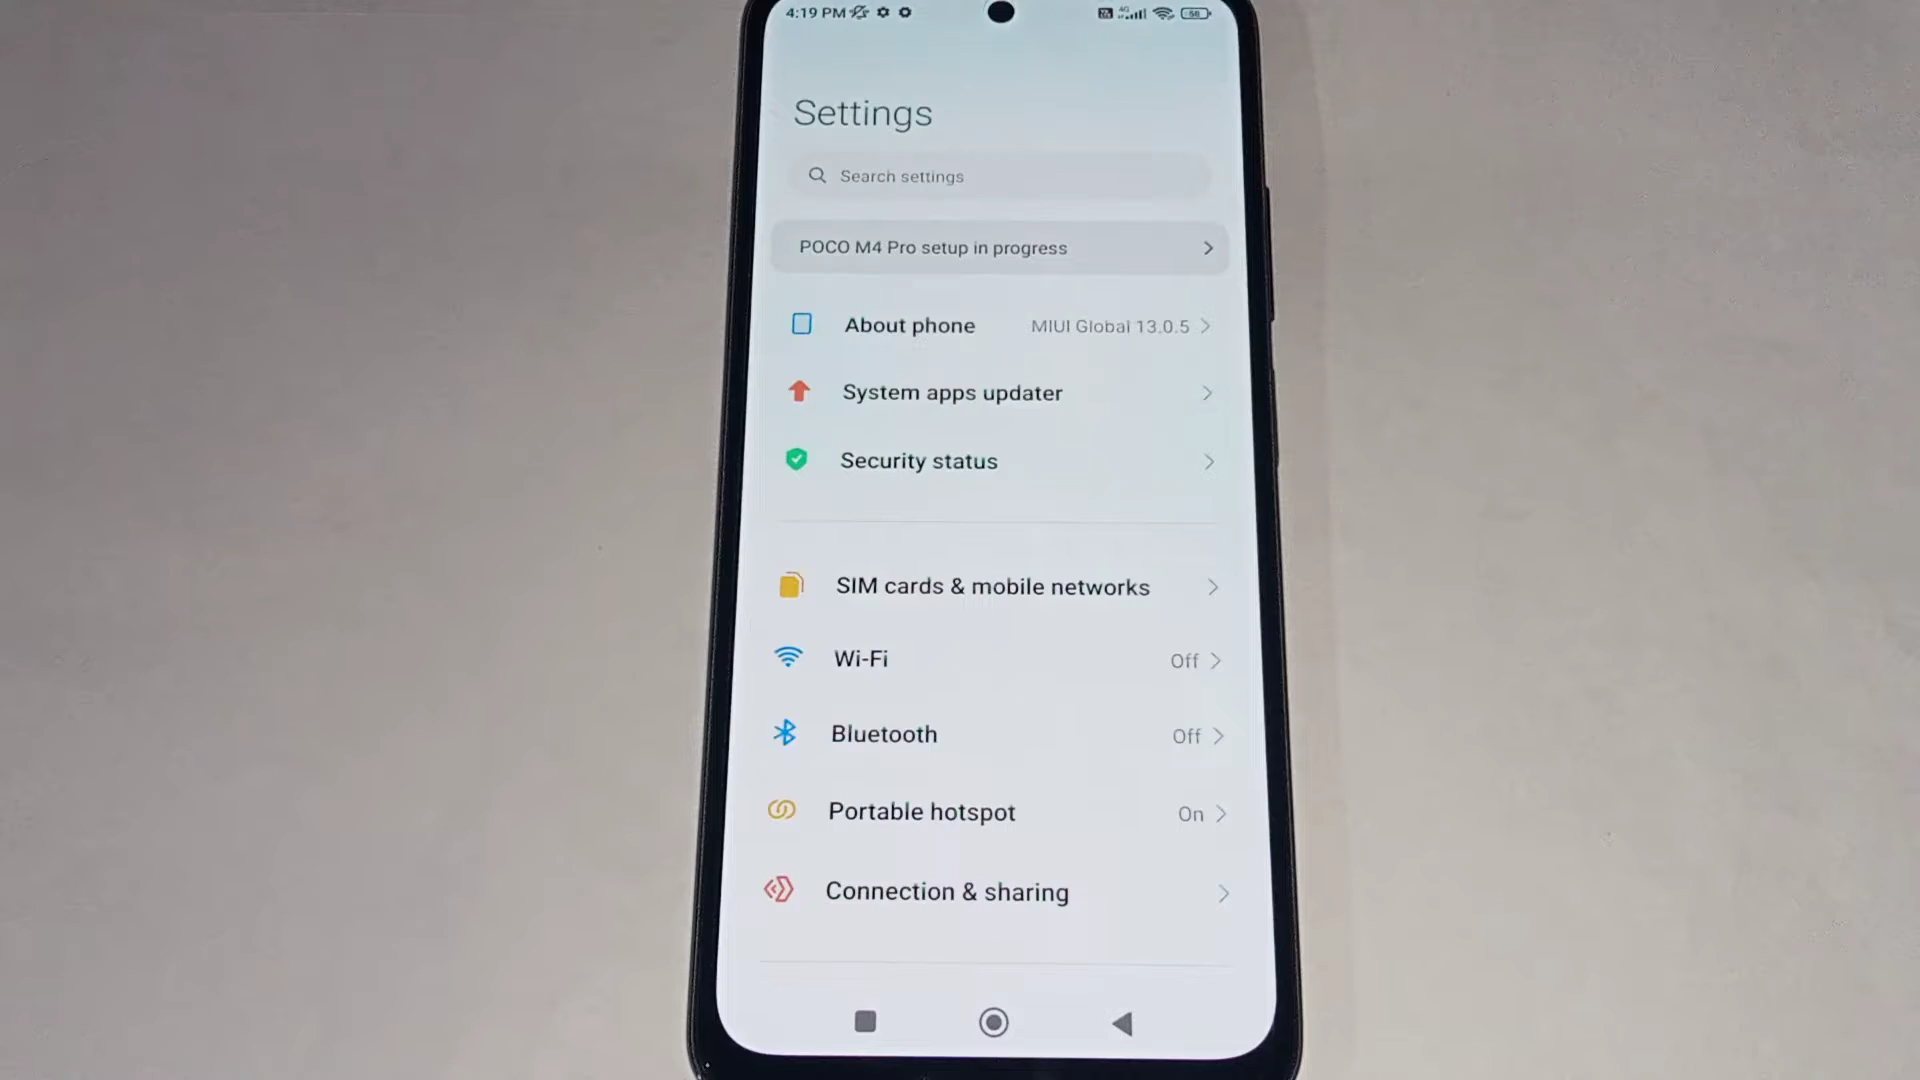 4:19 PM
4G
56
Settings
Search settings
POCO M4 Pro setup in progress
About phone MIUI Global 13.0.5
System apps updater
Security status
SIM cards & mobile networks
Wi-Fi Off
Bluetooth Off
Portable hotspot On
Connection & sharing